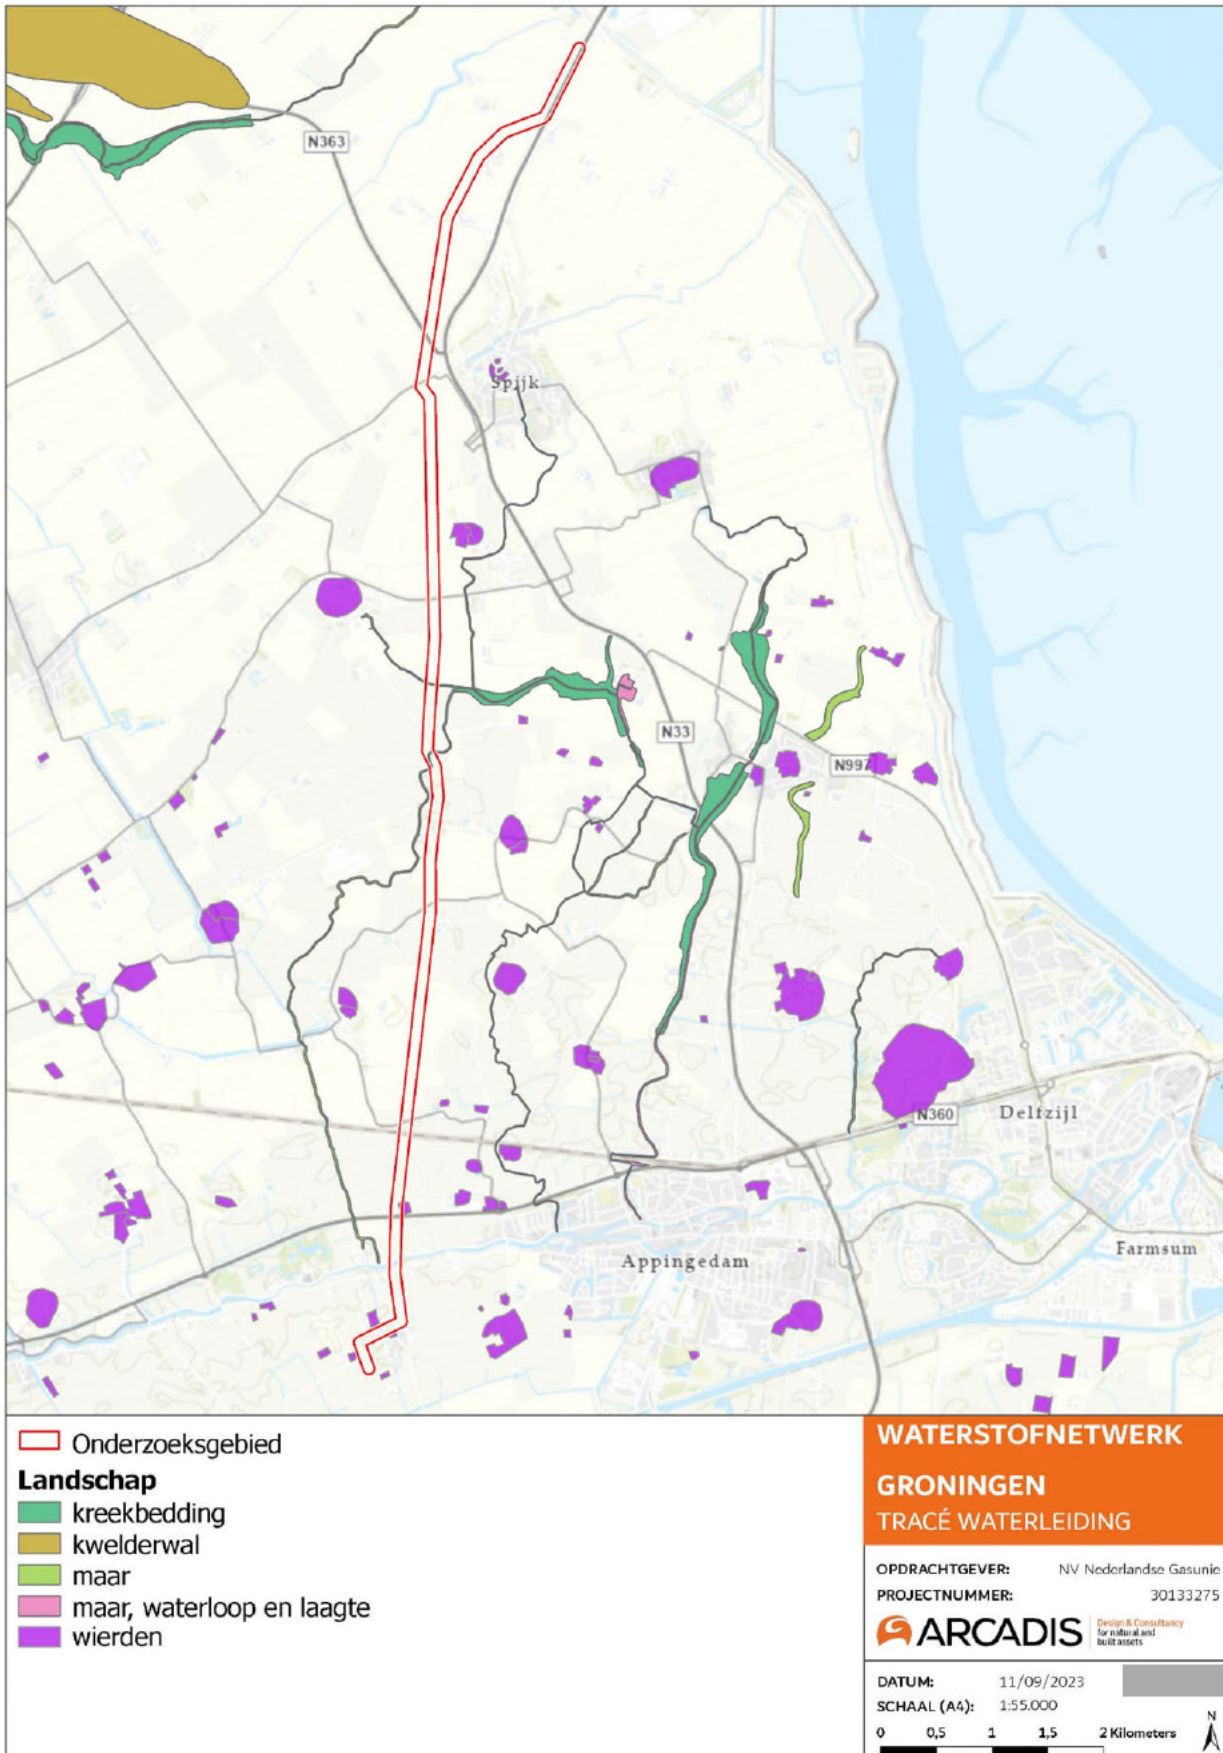 N363
Spijk
N33
N997
N360
Delfzijl
Appingedam
Farmsum
Onderzoeksgebied
Landschap
kreekbedding
kwelderwal
maar
maar, waterloop en laagte
wierden
WATERSTOFNETWERK
GRONINGEN
TRACÉ WATERLEIDING
OPDRACHTGEVER: NV Nederlandse Gasunie
PROJECTNUMMER: 30133275
ARCADIS
Design & Consultancy
for natural and
built assets
DATUM: 11/09/2023
SCHAAL (A4): 1:55.000
0 0,5 1 1,5 2 Kilometers
N